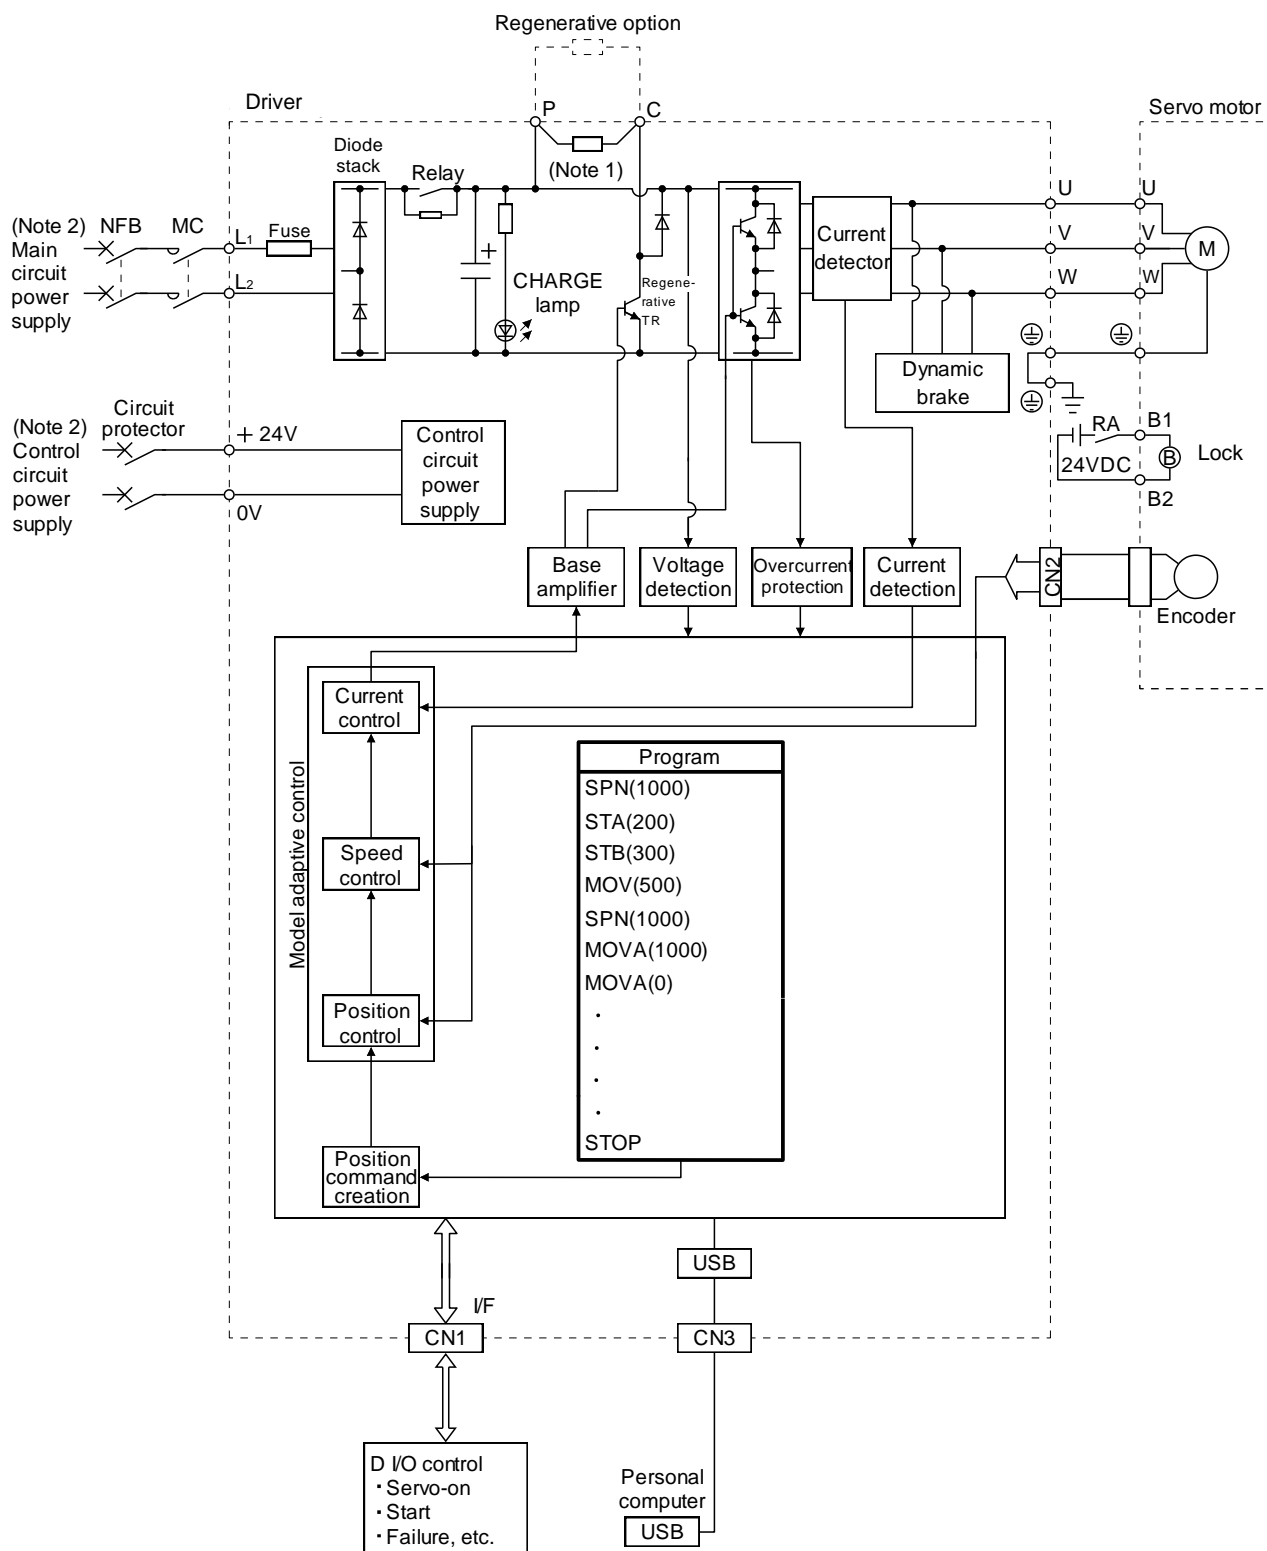 Regenerative option
Driver
P
C
Servo motor
Diode
stack
Relay
(Note 1)
U
U
(Note 2)
Main
circuit
power
supply
NFB
MC
L1
Fuse
Current
detector
V
V
M
L2
CHARGE
lamp
Regene-
rative
TR
W
W
Dynamic
brake
(Note 2)
Control
circuit
power
supply
Circuit
protector
+ 24V
0V
Control
circuit
power
supply
RA
24VDC
B1
B
B2
Lock
Base
amplifier
Voltage
detection
Overcurrent
protection
Current
detection
CN2
Encoder
Model adaptive control
Current
control
Speed
control
Position
control
Position
command
creation
Program
SPN(1000)
STA(200)
STB(300)
MOV(500)
SPN(1000)
MOVA(1000)
MOVA(0)
.
.
.
.
STOP
USB
I/F
CN1
CN3
D I/O control
・Servo-on
・Start
・Failure, etc.
Personal
computer
USB